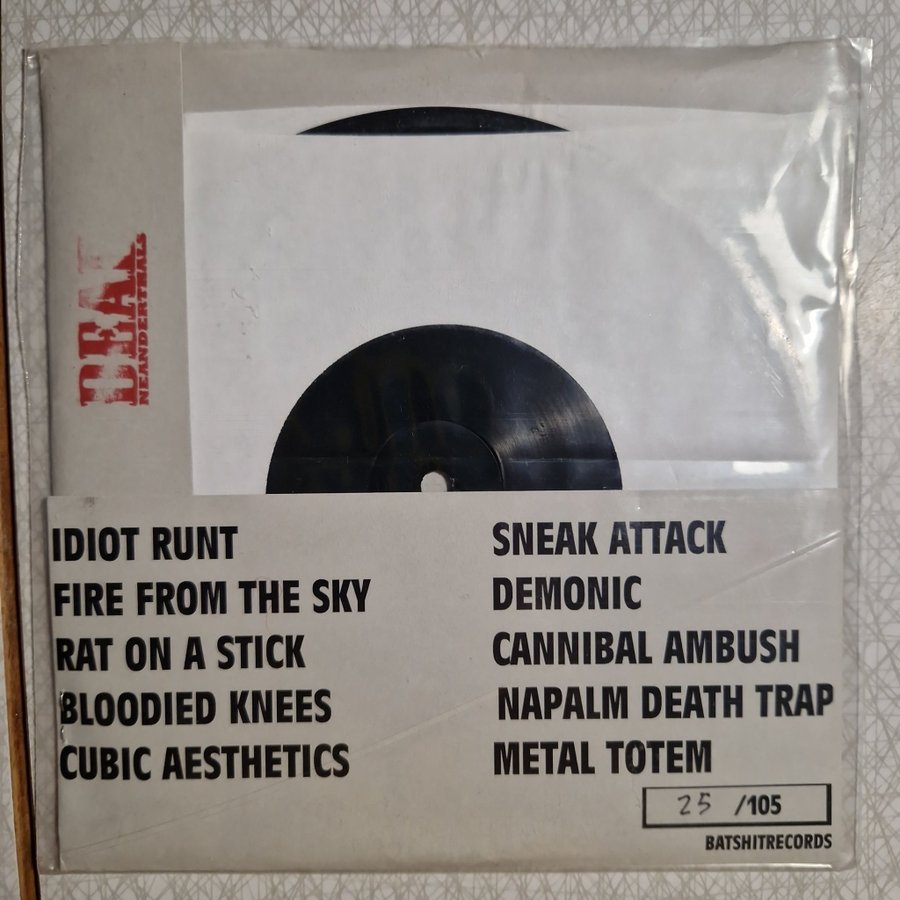 DEAD
NEANDERTHALS
IDIOT RUNT
FIRE FROM THE SKY
RAT ON A STICK
BLOODIED KNEES
CUBIC AESTHETICS
SNEAK ATTACK
DEMONIC
CANNIBAL AMBUSH
NAPALM DEATH TRAP
METAL TOTEM
25 /105
BATSHITRECORDS